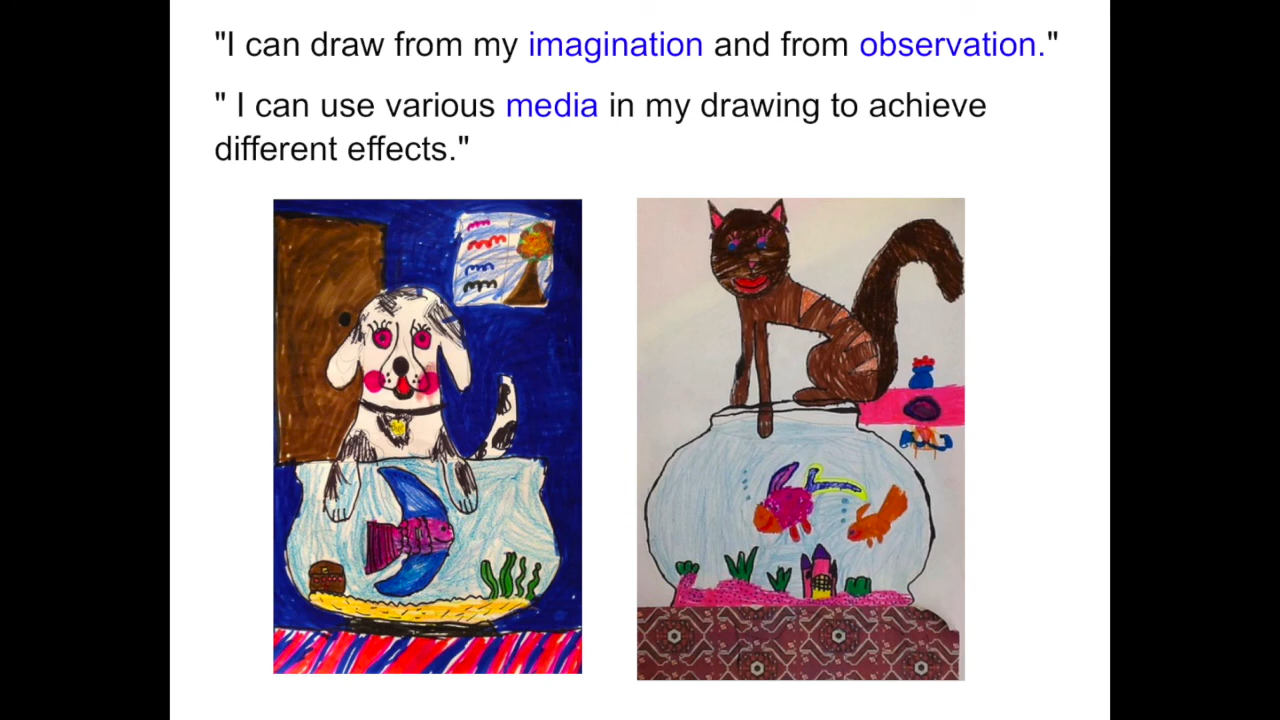 "I can draw from my imagination and from observation."
" I can use various media in my drawing to achieve
different effects."